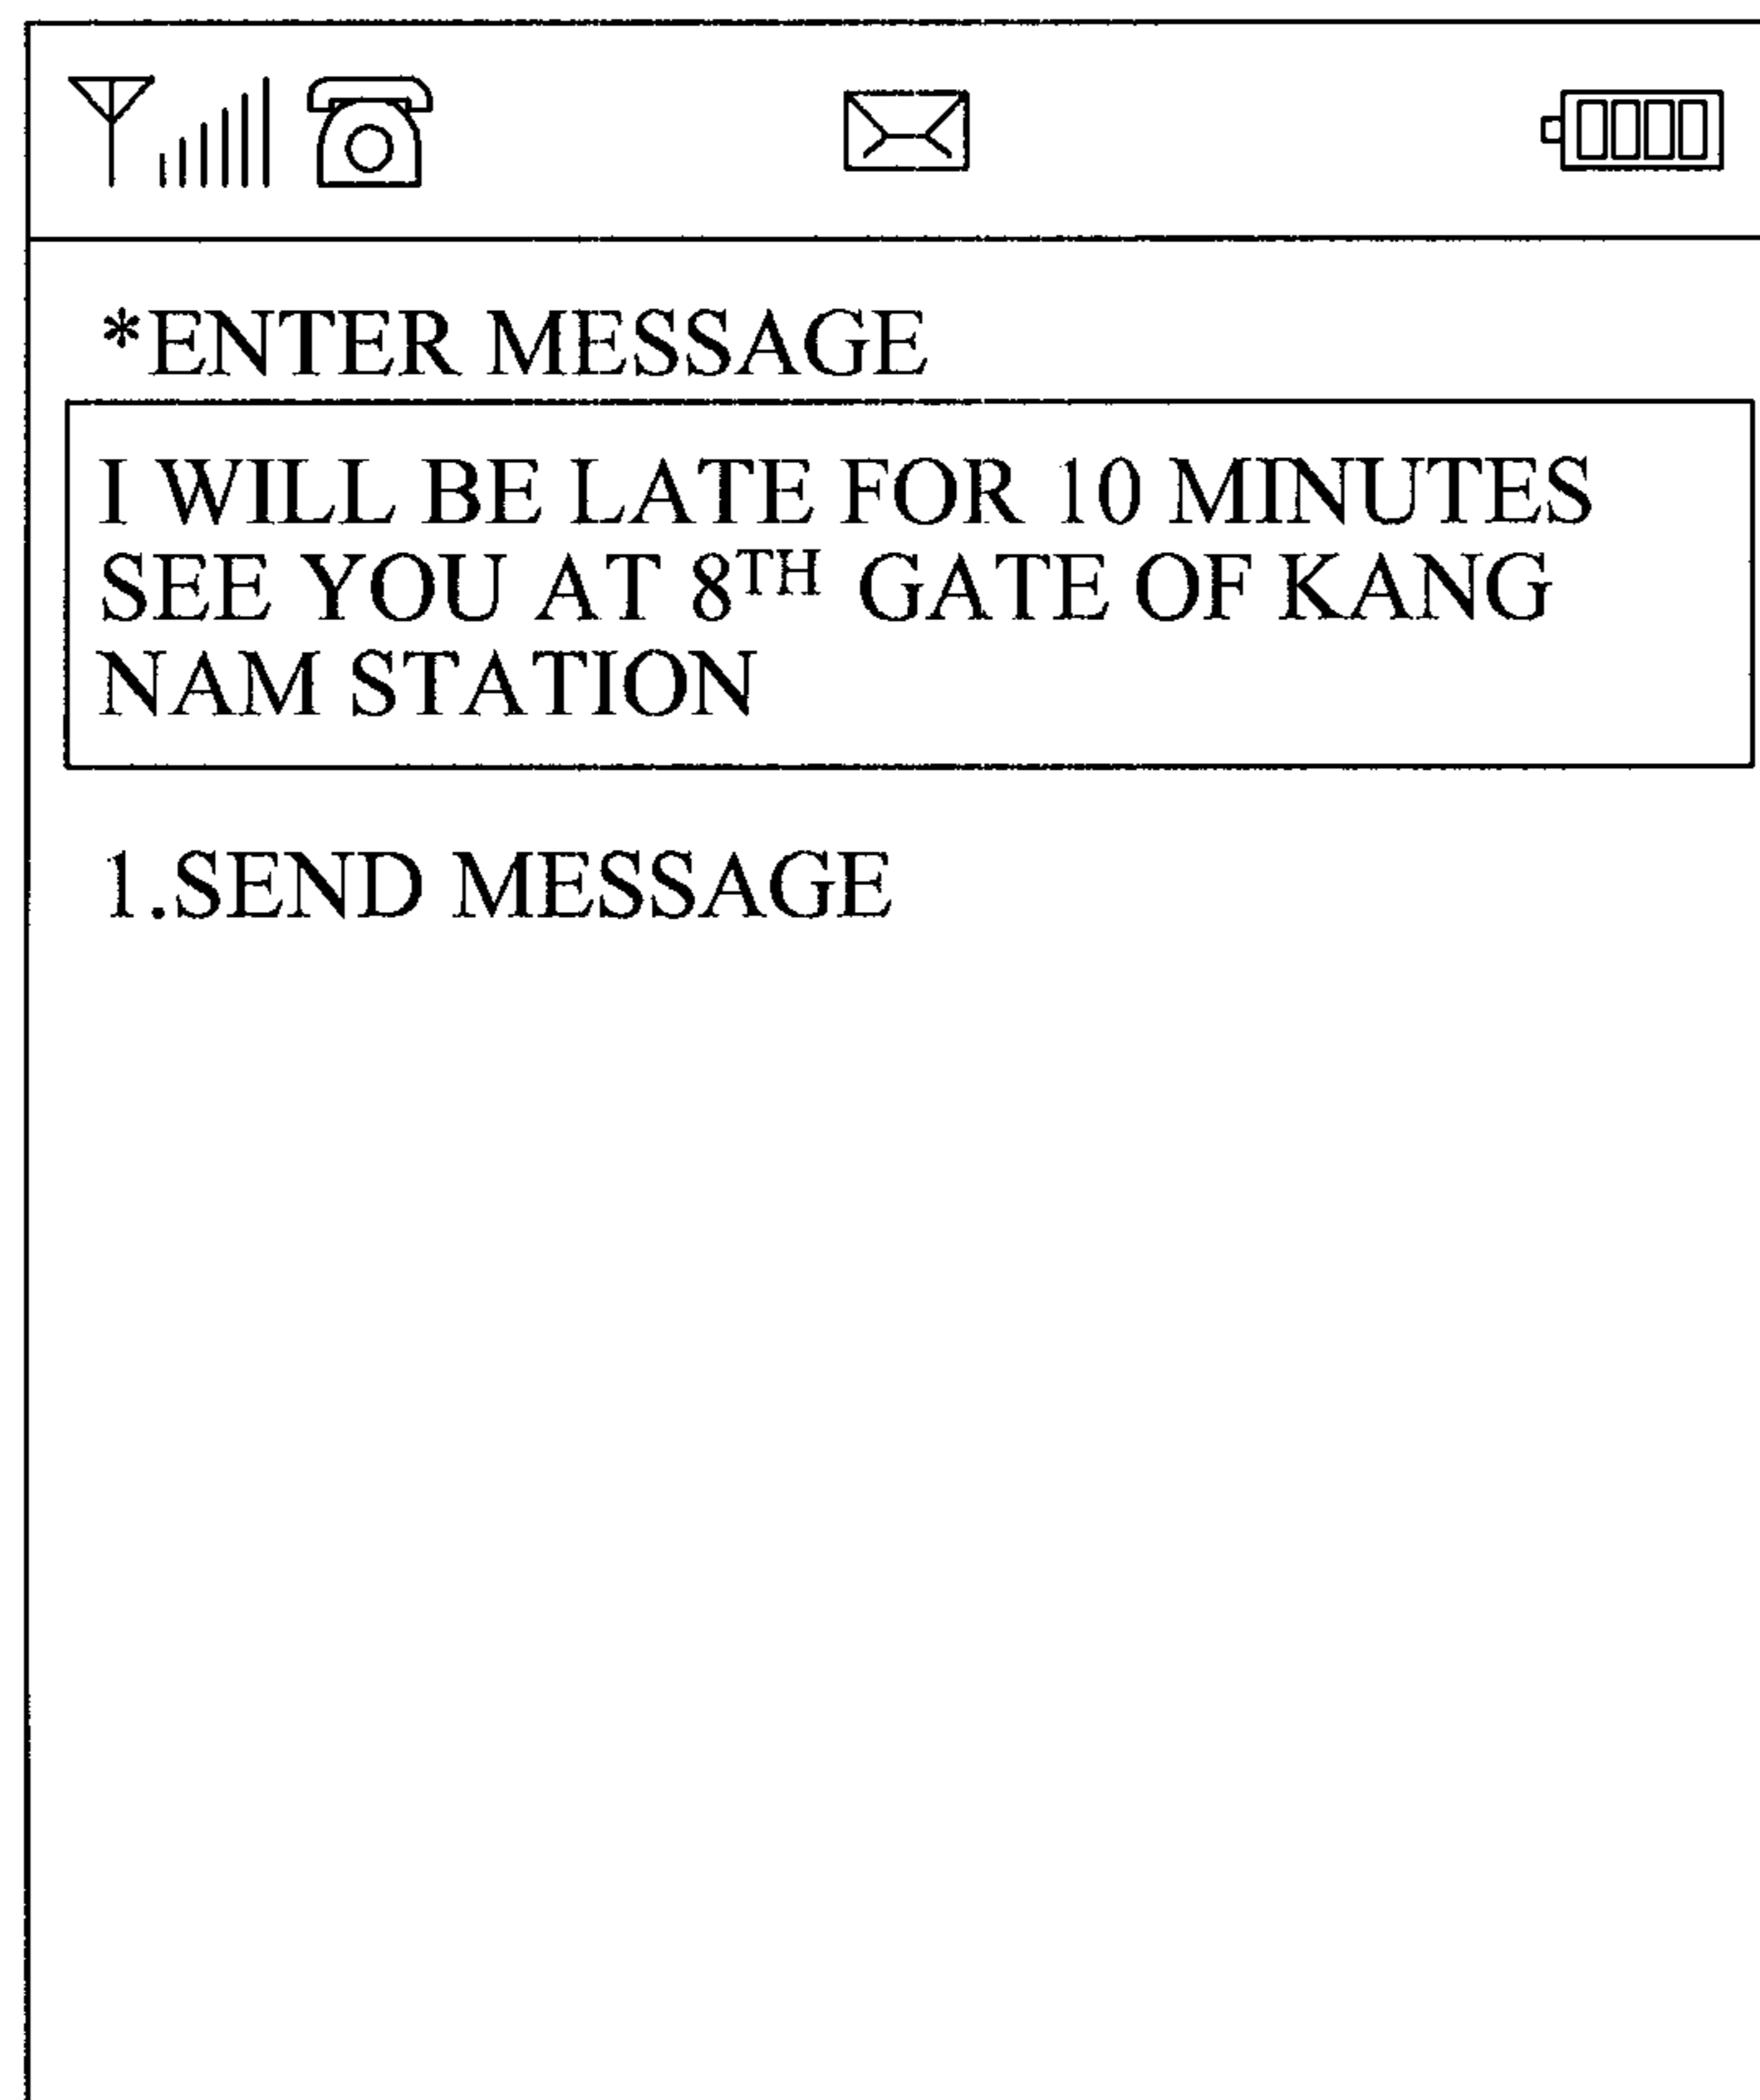 *ENTER MESSAGE
I WILL BE LATE FOR 10 MINUTES
SEE YOU AT 8TH GATE OF KANG
NAM STATION
1.SEND MESSAGE